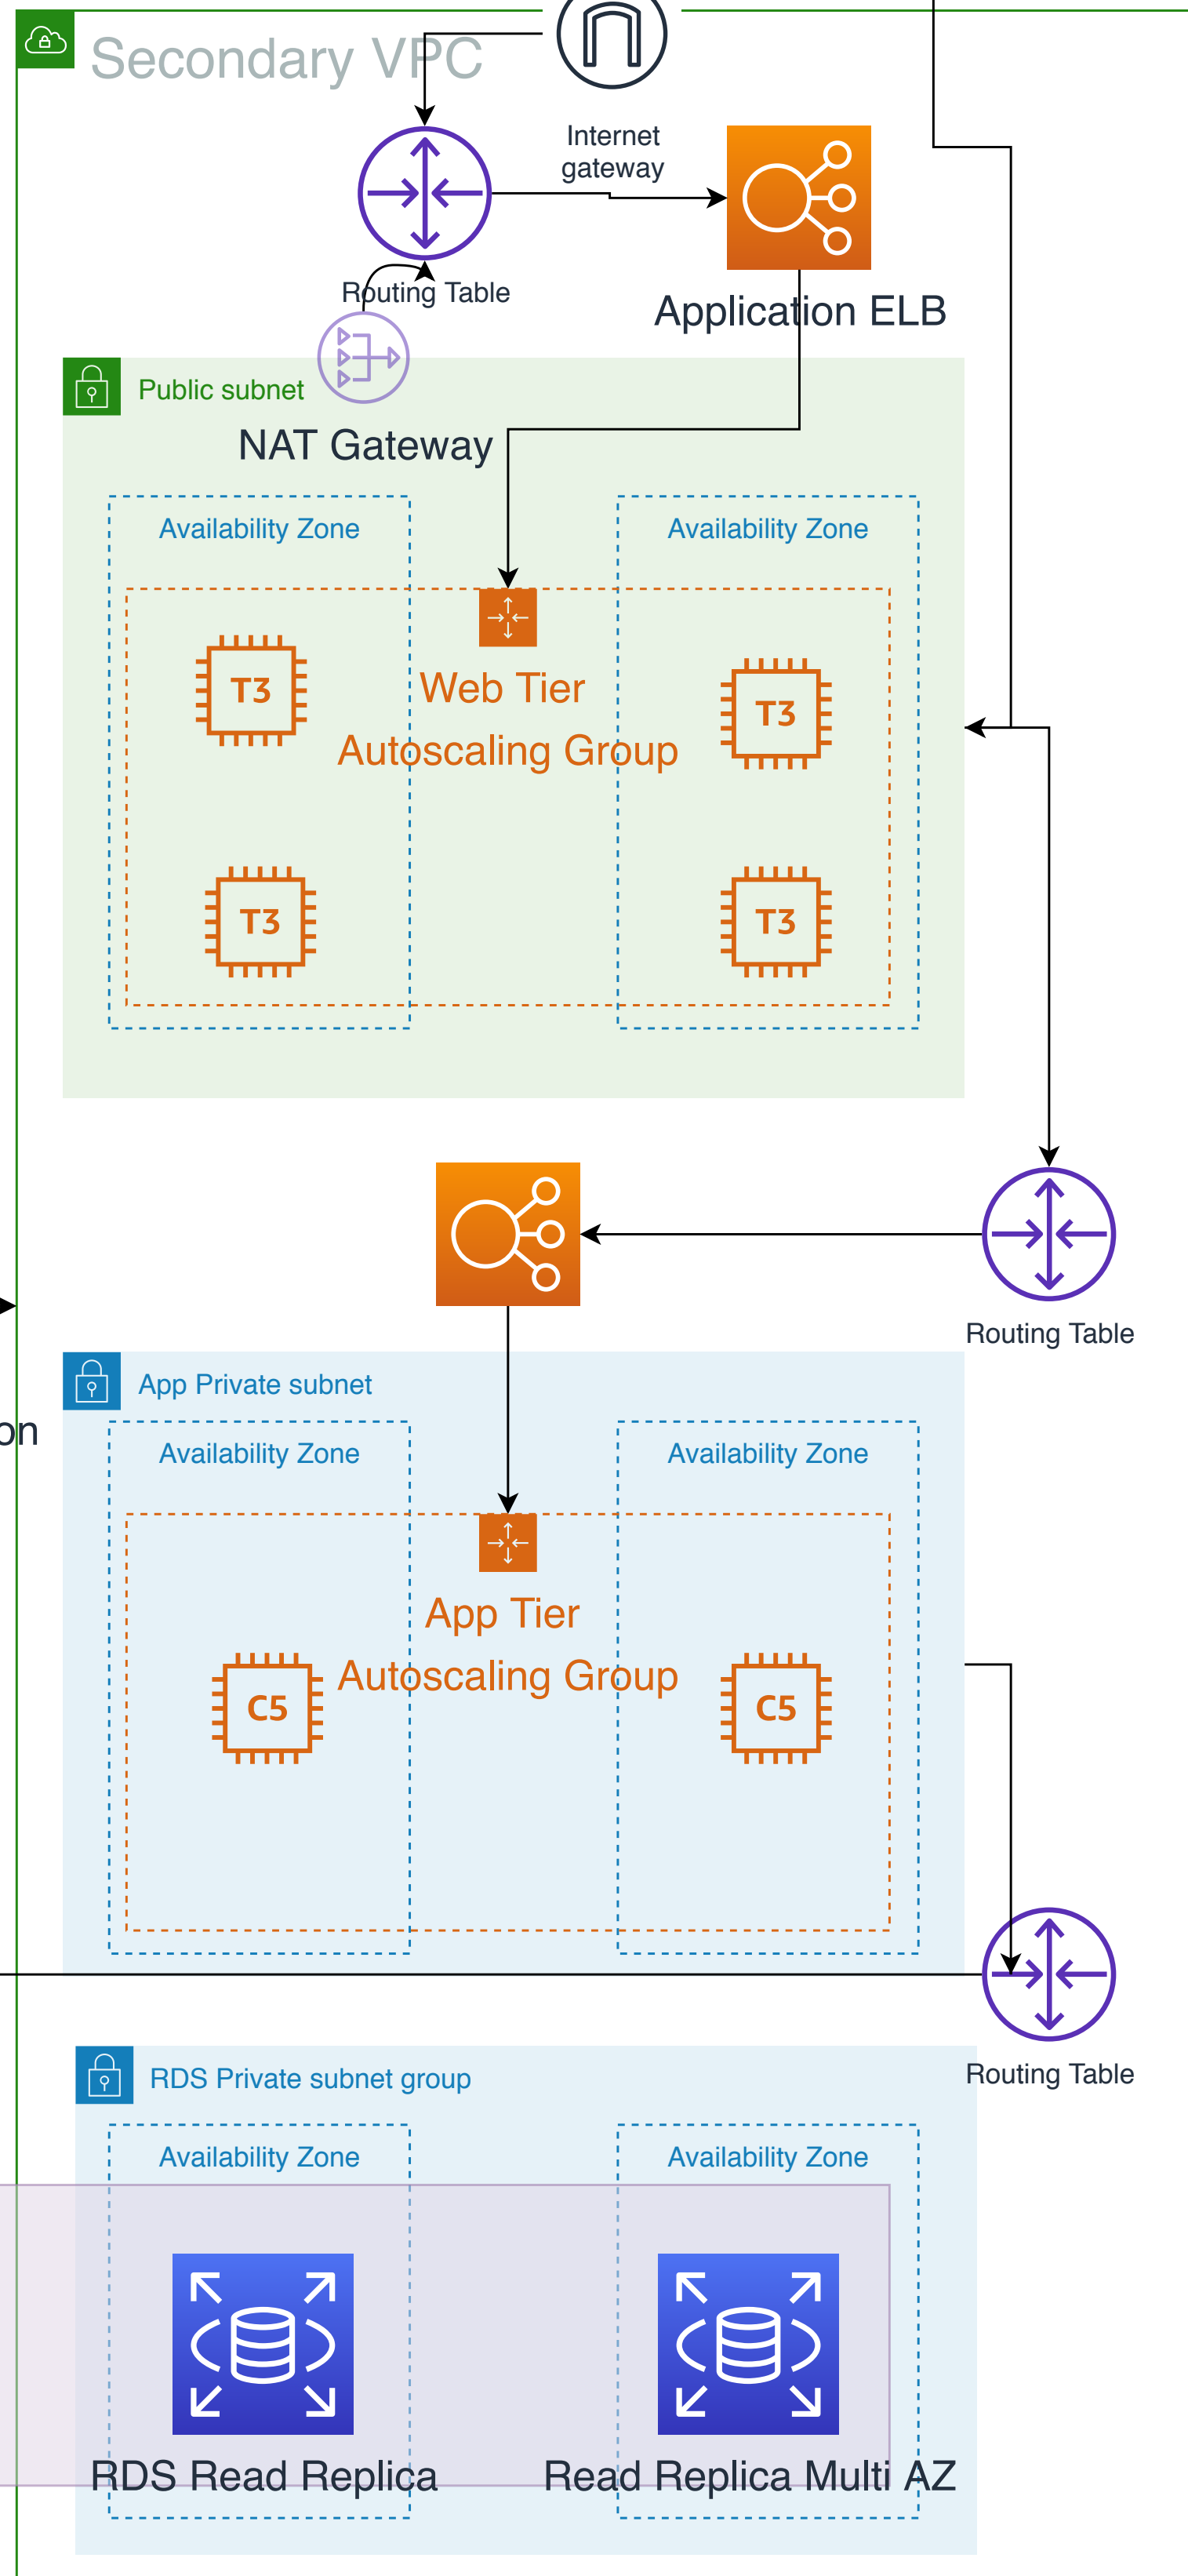 Secondary VPC
Internet
gateway
Routing Table
Application ELB
Public subnet
NAT Gateway
Availability Zone
Availability Zone
Web Tier
Autoscaling Group
T3
T3
T3
T3
Routing Table
App Private subnet
on
Availability Zone
Availability Zone
App Tier
Autoscaling Group
C5
C5
Routing Table
RDS Private subnet group
Availability Zone
Availability Zone
RDS Read Replica
Read Replica Multi AZ